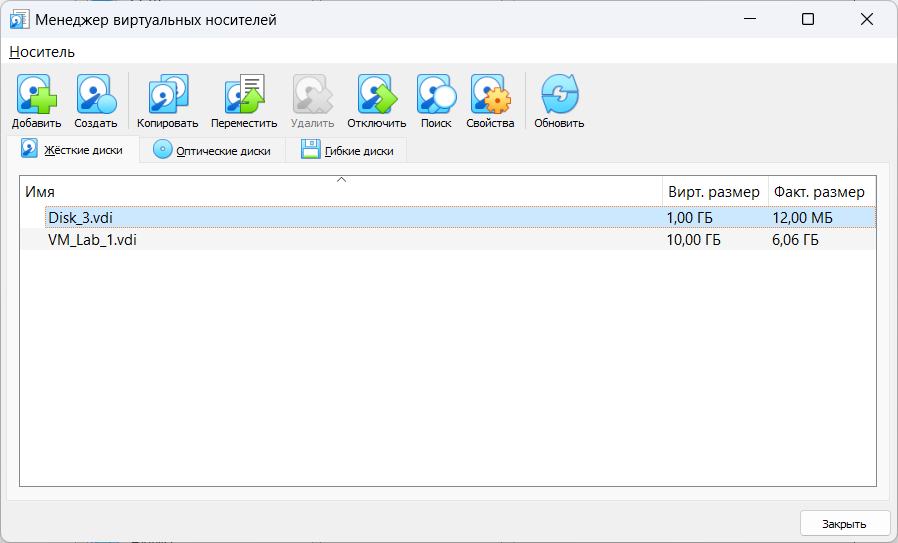 Менеджер виртуальных носителей
Носитель
Добавить Создать Копировать Переместить Удалить Отключить Поиск Свойства Обновить
Жёсткие диски Оптические диски Гибкие диски
Имя Вирт. размер Факт. размер
Disk_3.vdi 1,00 ГБ 12,00 МБ
VM_Lab_1.vdi 10,00 ГБ 6,06 ГБ
Закрыть